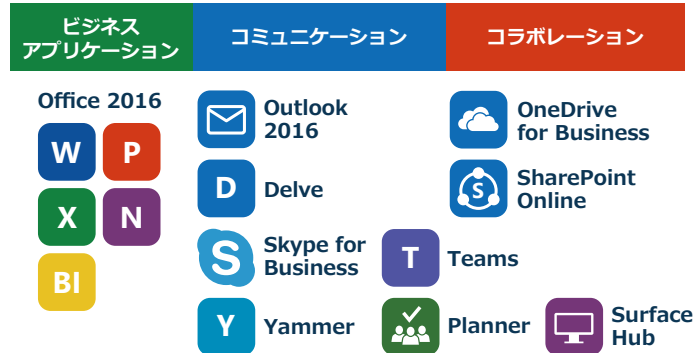 ビジネス
アプリケーション
コミュニケーション
コラボレーション
Office 2016
W
P
X
N
BI
Outlook
2016
D
Delve
S
Skype for
Business
Y
Yammer
OneDrive
for Business
S
SharePoint
Online
T
Teams
Planner
Surface
Hub